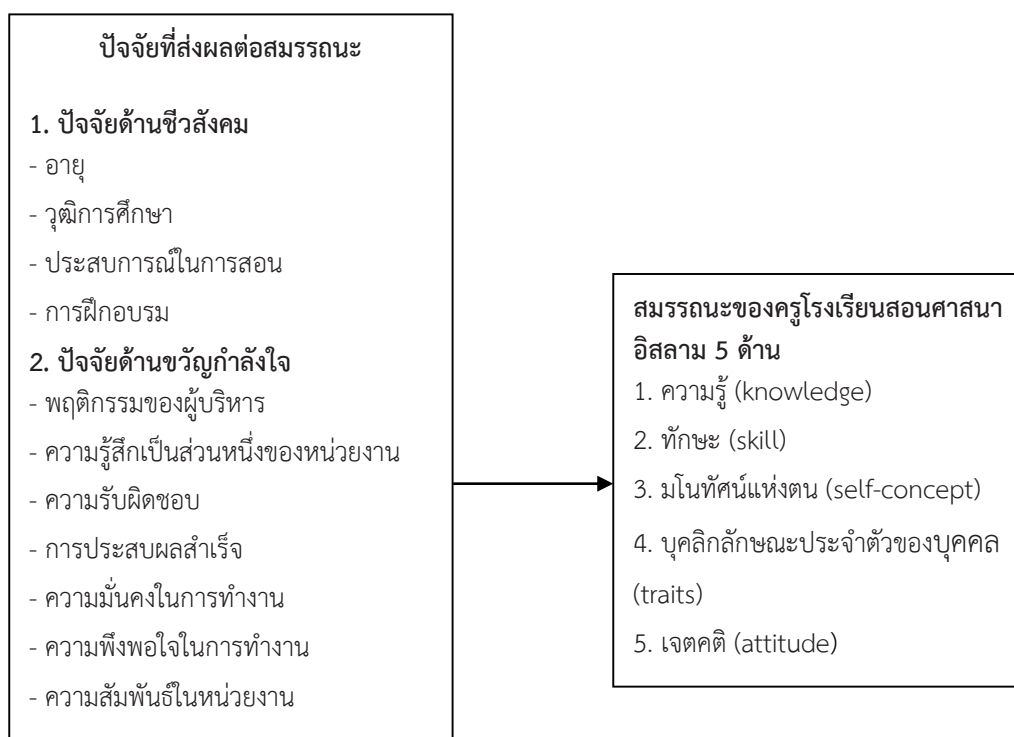 ปัจจัยที่ส่งผลต่อสมรรถนะ
1. ปัจจัยด้านชีวสังคม
- อายุ
- วุฒิการศึกษา
- ประสบการณ์ในการสอน
- การฝึกอบรม
2. ปัจจัยด้านขวัญกำลังใจ
- พฤติกรรมของผู้บริหาร
- ความรู้สึกเป็นส่วนหนึ่งของหน่วยงาน
- ความรับผิดชอบ
- การประสบผลสำเร็จ
- ความมั่นคงในการทำงาน
- ความพึงพอใจในการทำงาน
- ความสัมพันธ์ในหน่วยงาน
สมรรถนะของครูโรงเรียนสอนศาสนา
อิสลาม 5 ด้าน
1. ความรู้ (knowledge)
2. ทักษะ (skill)
3. มโนทัศน์แห่งตน (self-concept)
4. บุคลิกลักษณะประจำตัวของบุคคล
(traits)
5. เจตคติ (attitude)